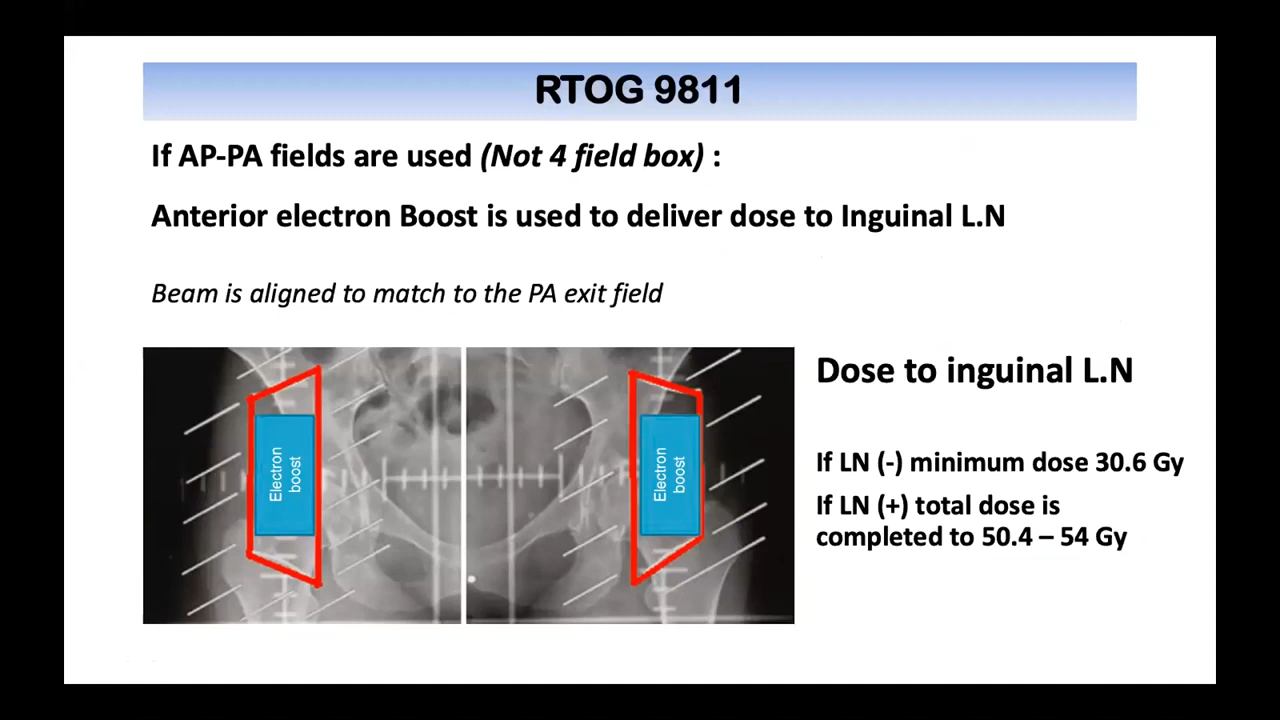 RTOG 9811
If AP-PA fields are used (Not 4 field box) :
Anterior electron Boost is used to deliver dose to Inguinal L.N
Beam is aligned to match to the PA exit field
Electron
boost
Electron
boost
Dose to inguinal L.N
If LN (-) minimum dose 30.6 Gy
If LN (+) total dose is
completed to 50.4 – 54 Gy